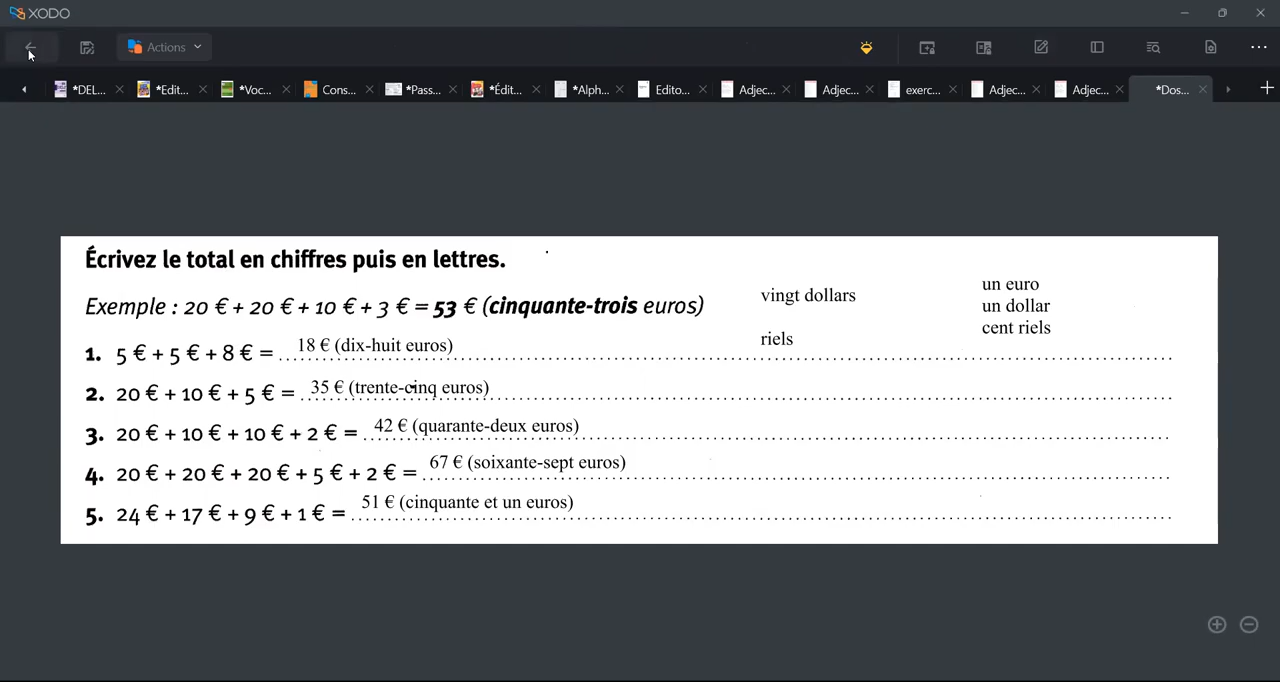 XODO
Actions
*DEL... *Edit... *Voc... Cons... *Pass... *Édit... *Alph... Edito... Adjec... Adjec... exerc... Adjec... Adjec... *Dos...
Écrivez le total en chiffres puis en lettres.
Exemple : 20 € + 20 € + 10 € + 3 € = 53 € (cinquante-trois euros)
vingt dollars
riels
un euro
un dollar
cent riels
1. 5 € + 5 € + 8 € = 18 € (dix-huit euros)
2. 20 € + 10 € + 5 € = 35 € (trente-cinq euros)
3. 20 € + 10 € + 10 € + 2 € = 42 € (quarante-deux euros)
4. 20 € + 20 € + 20 € + 5 € + 2 € = 67 € (soixante-sept euros)
5. 24 € + 17 € + 9 € + 1 € = 51 € (cinquante et un euros)